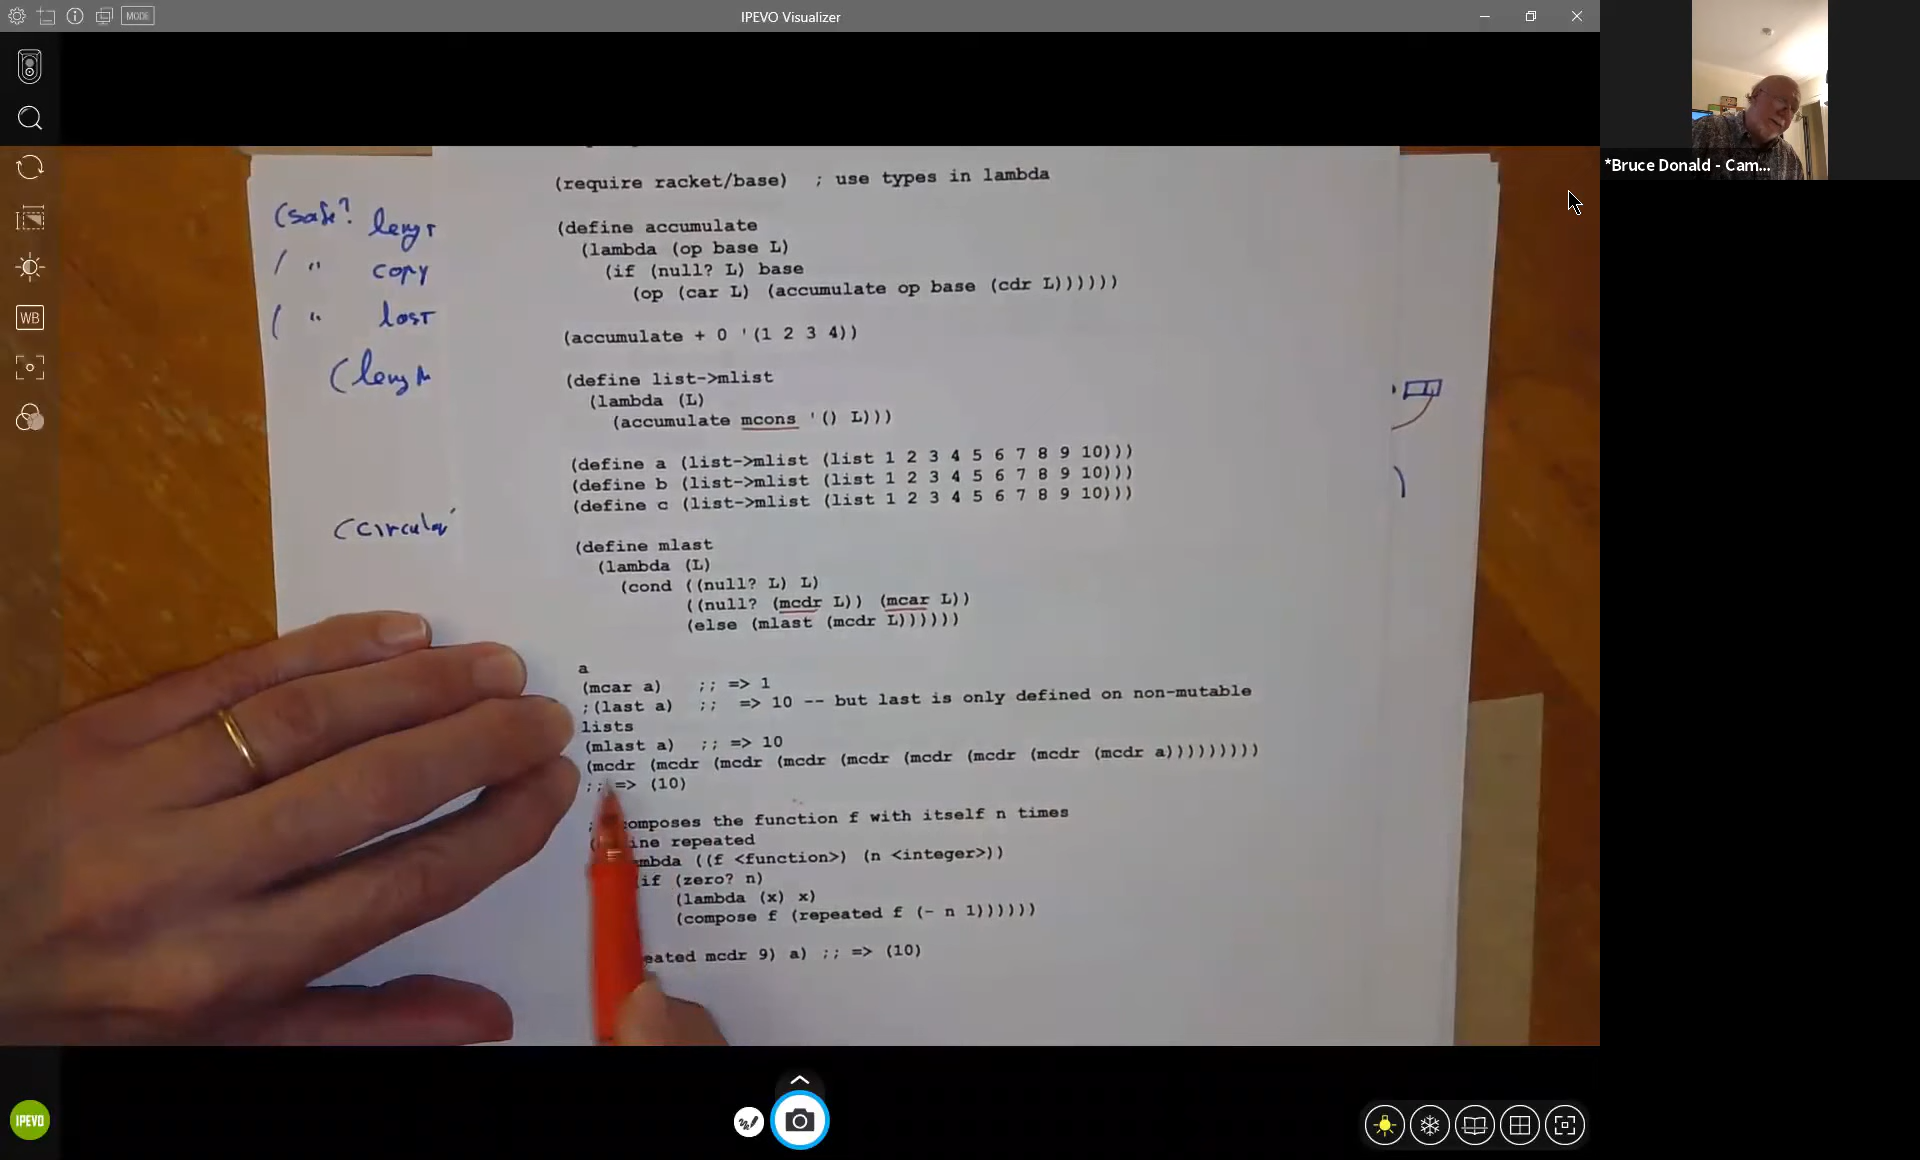 MODE
IPEVO Visualizer
*Bruce Donald - Cam...
WB
(safe?
( " copy
( "
(require racket/base) ; use types in lambda
(define accumulate
(lambda (op base L)
(if (null? L) base
(op (car L) (accumulate op base (cdr L))))))
(accumulate + 0 '(1 2 3 4))
(define list->mlist
(lambda (L)
(accumulate mcons '() L)))
(define a (list->mlist (list 1 2 3 4 5 6 7 8 9 10)))
(define b (list->mlist (list 1 2 3 4 5 6 7 8 9 10)))
(define c (list->mlist (list 1 2 3 4 5 6 7 8 9 10)))
(circular
(define mlast
(lambda (L)
(cond ((null? L) L)
((null? (mcdr L)) (mcar L))
(else (mlast (mcdr L))))))
a
(mcar a) ;; => 1
;(last a) ;; => 10 -- but last is only defined on non-mutable
lists
(mlast a) ;; => 10
(mcdr (mcdr (mcdr (mcdr (mcdr (mcdr (mcdr (mcdr (mcdr a)))))))))
;; => (10)
; composes the function f with itself n times
repeated
((f <function>) (n <integer>))
(if (zero? n)
(lambda (x) x)
(compose f (repeated f (- n 1))))))
mcdr 9) a) ;; => (10)
IPEVO